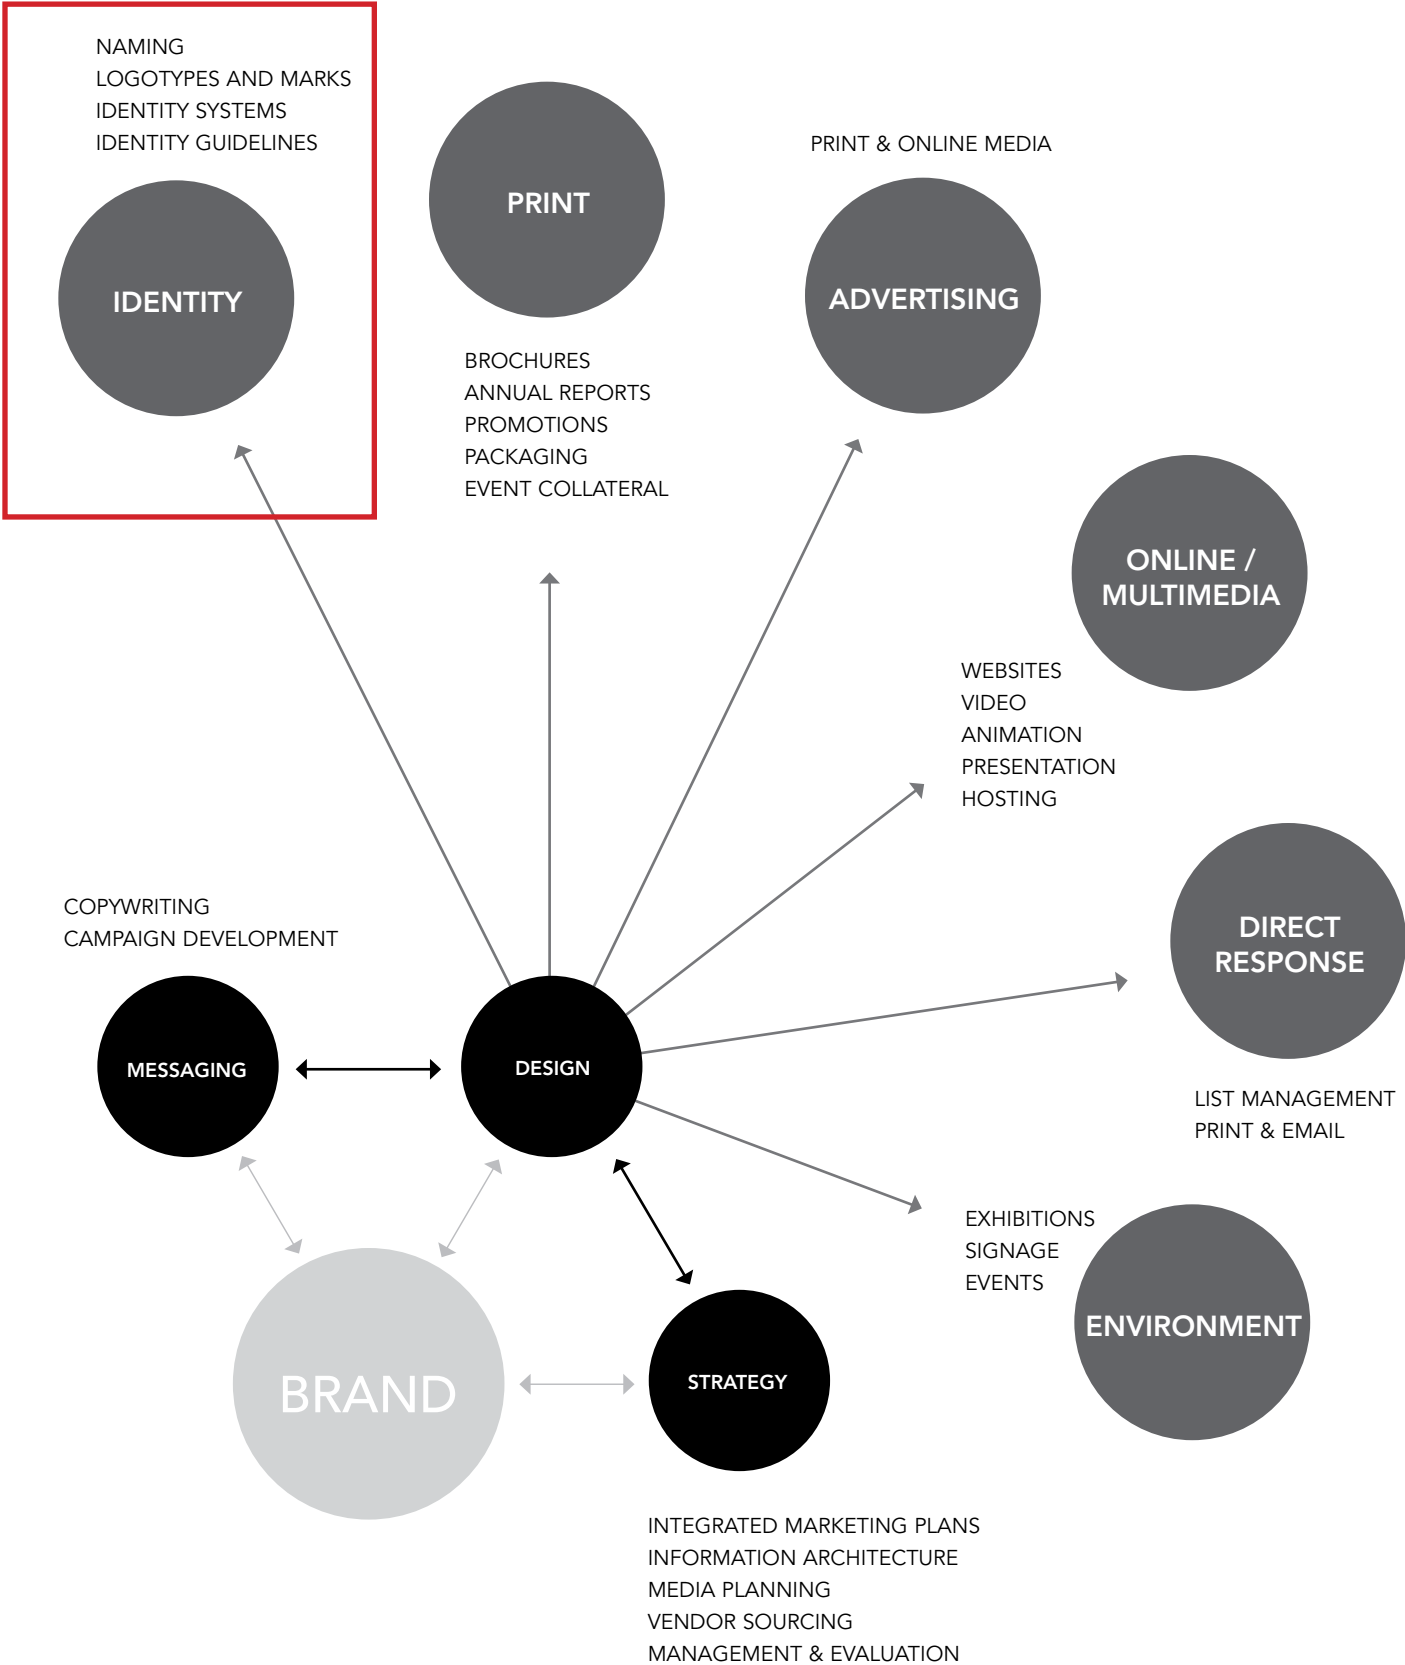 NAMING
LOGOTYPES AND MARKS
IDENTITY SYSTEMS
IDENTITY GUIDELINES
IDENTITY
PRINT
BROCHURES
ANNUAL REPORTS
PROMOTIONS
PACKAGING
EVENT COLLATERAL
PRINT & ONLINE MEDIA
ADVERTISING
ONLINE /
MULTIMEDIA
WEBSITES
VIDEO
ANIMATION
PRESENTATION
HOSTING
DIRECT
RESPONSE
LIST MANAGEMENT
PRINT & EMAIL
COPYWRITING
CAMPAIGN DEVELOPMENT
MESSAGING
DESIGN
EXHIBITIONS
SIGNAGE
EVENTS
ENVIRONMENT
BRAND
STRATEGY
INTEGRATED MARKETING PLANS
INFORMATION ARCHITECTURE
MEDIA PLANNING
VENDOR SOURCING
MANAGEMENT & EVALUATION